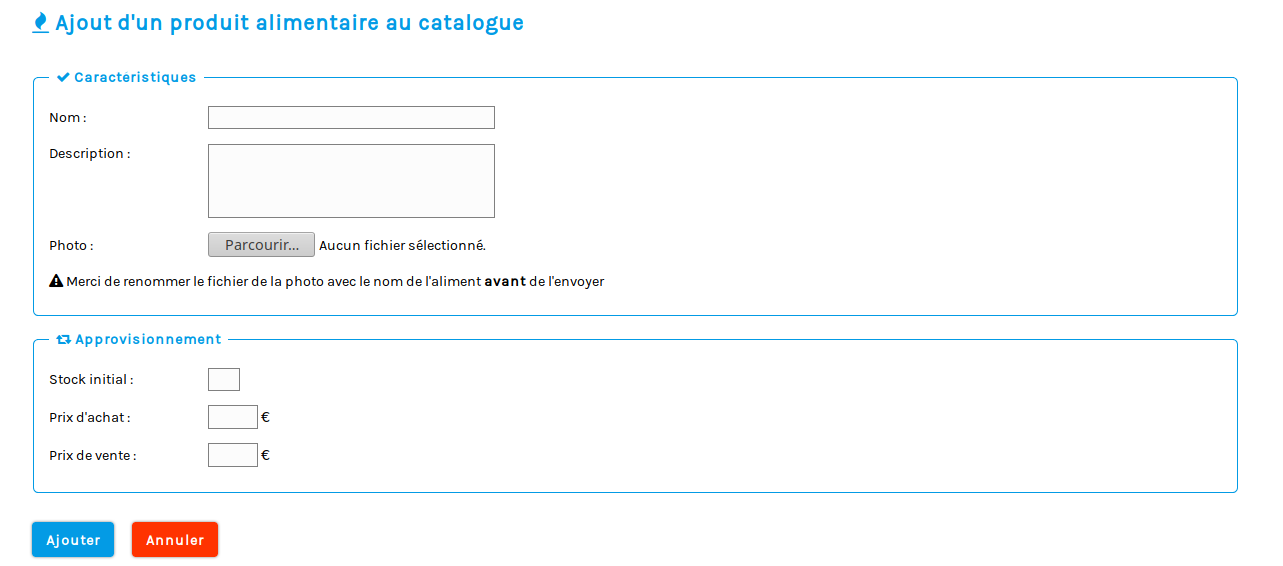 Ajout d'un produit alimentaire au catalogue
Caractéristiques
Nom :
Description :
Photo :
Parcourir... Aucun fichier sélectionné.
Merci de renommer le fichier de la photo avec le nom de l'aliment avant de l'envoyer
Approvisionnement
Stock initial :
Prix d'achat : €
Prix de vente : €
Ajouter Annuler